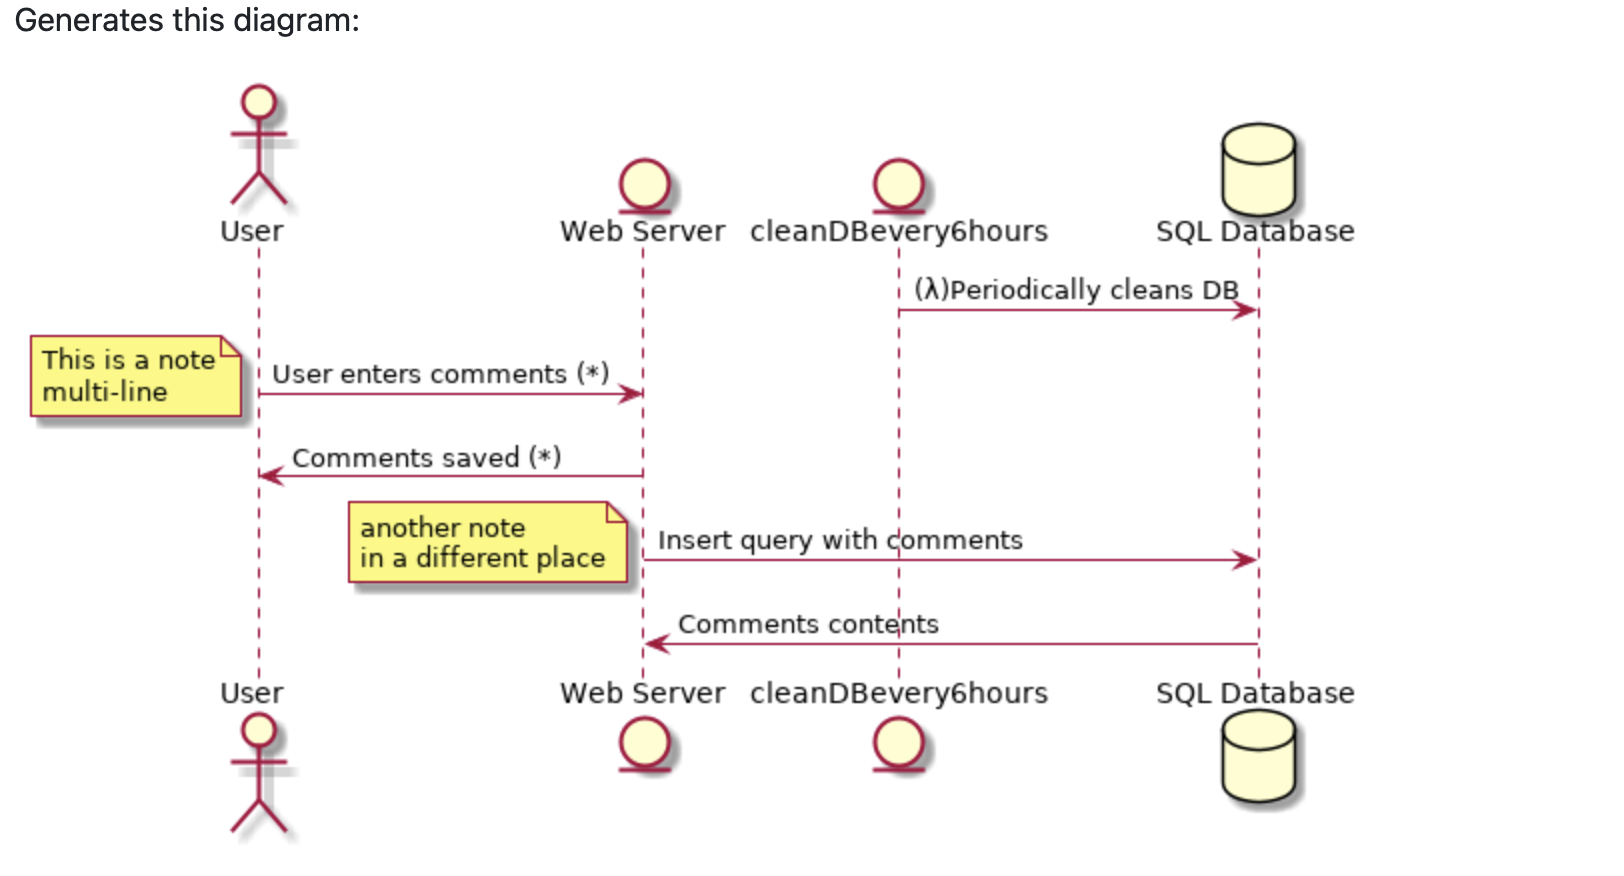 Generates this diagram:
User
Web Server
cleanDBevery6hours
SQL Database
(λ)Periodically cleans DB
This is a note
multi-line
User enters comments (*)
Comments saved (*)
another note
in a different place
Insert query with comments
Comments contents
User
Web Server
cleanDBevery6hours
SQL Database